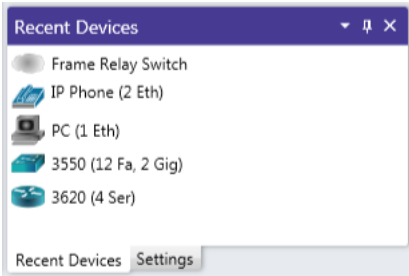 Recent Devices
Frame Relay Switch
IP Phone (2 Eth)
PC (1 Eth)
3550 (12 Fa, 2 Gig)
3620 (4 Ser)
Recent Devices Settings